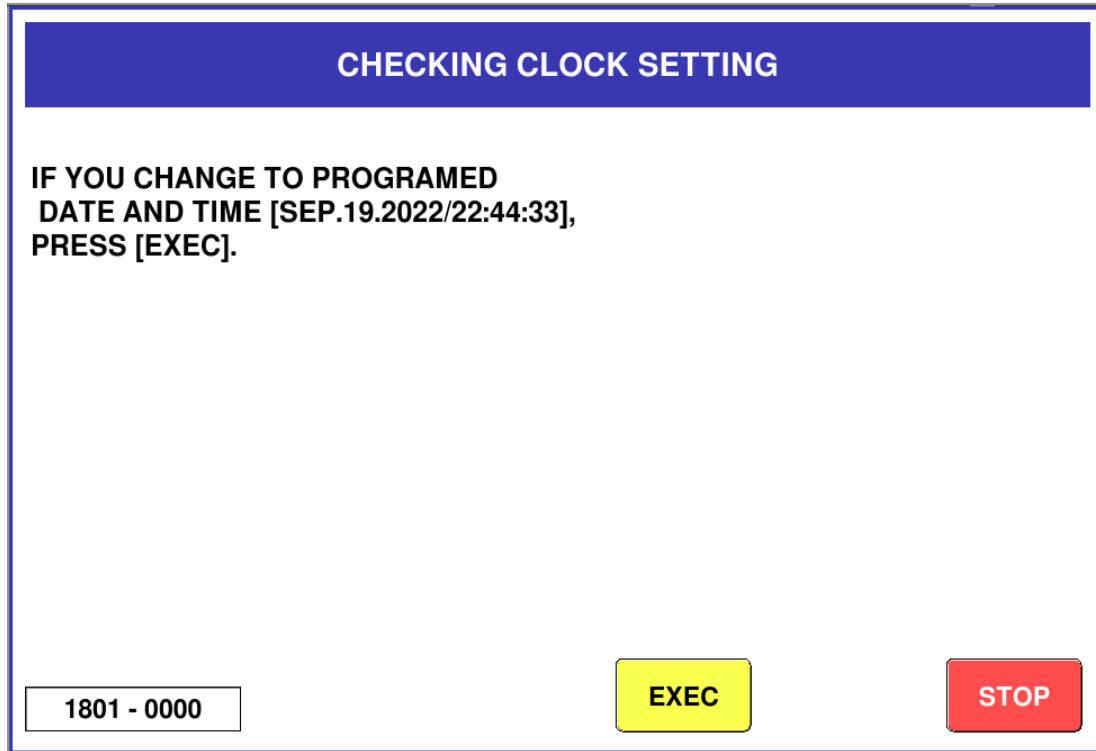 CHECKING CLOCK SETTING
IF YOU CHANGE TO PROGRAMED
DATE AND TIME [SEP.19.2022/22:44:33],
PRESS [EXEC].
1801 - 0000
EXEC
STOP